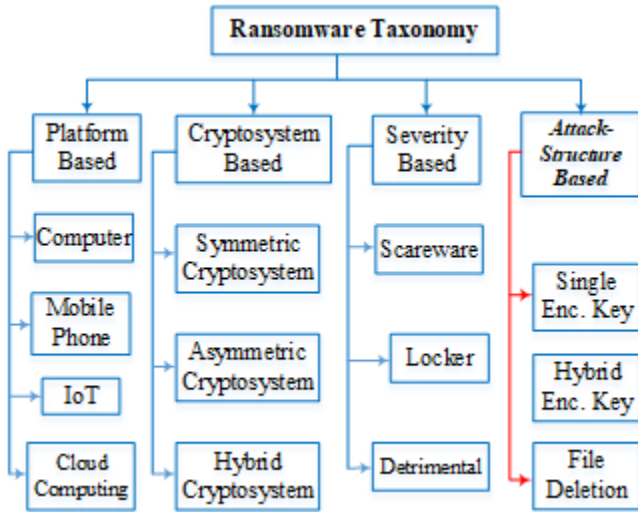 Ransomware Taxonomy
Platform
Based
Computer
Mobile
Phone
IoT
Cloud
Computing
Cryptosystem
Based
Symmetric
Cryptosystem
Asymmetric
Cryptosystem
Hybrid
Cryptosystem
Severity
Based
Scareware
Locker
Detrimental
Attack-
Structure
Based
Single
Enc. Key
Hybrid
Enc. Key
File
Deletion